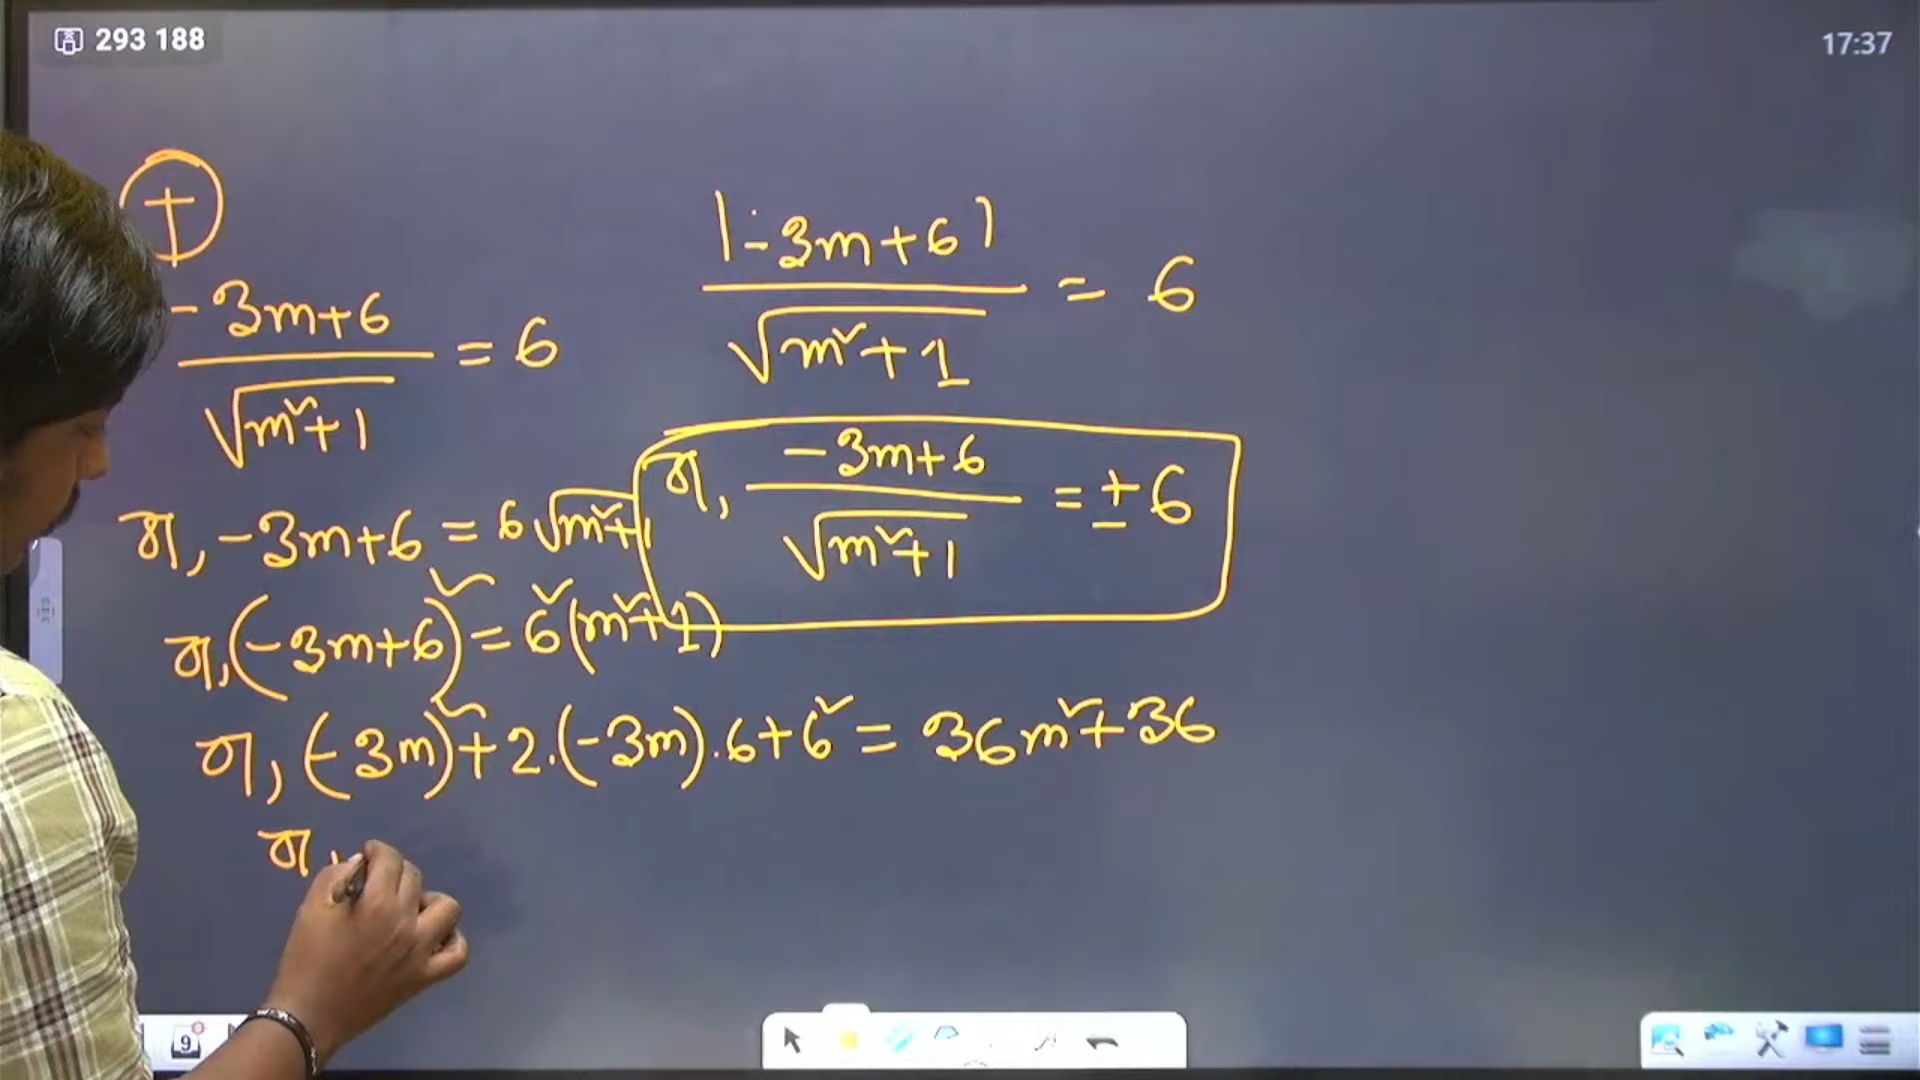 293 188
17:37
+
|-3m+6| / √m²+1 = 6
-3m+6 / √m²+1 = 6
বা, -3m+6 / √m²+1 = ±6
বা, -3m+6 = 6√m²+1
বা, (-3m+6)² = 6²(m²+1)
বা, (-3m)²+2.(-3m).6+6² = 36m²+36
বা,
9